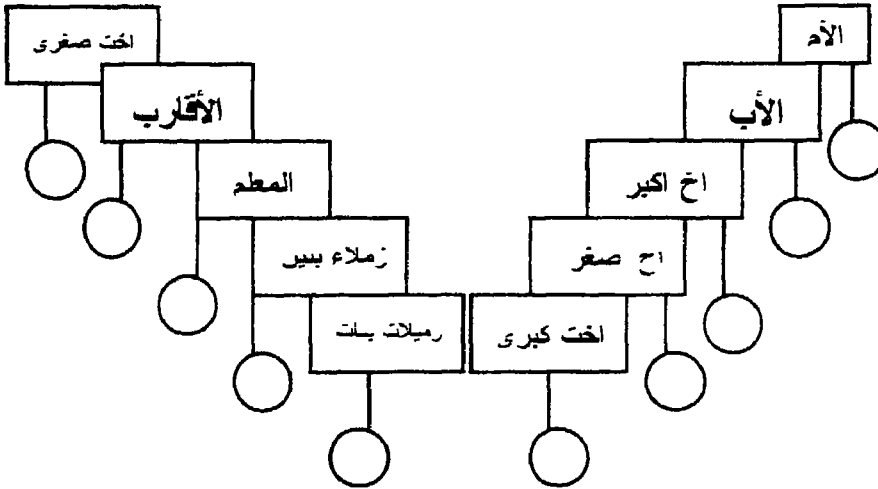 الأم
الأب
اخ اكبر
اخ صغر
اخت كبرى
اخت صغرى
الأقارب
المعلم
زملاء بنين
زميلات بنات